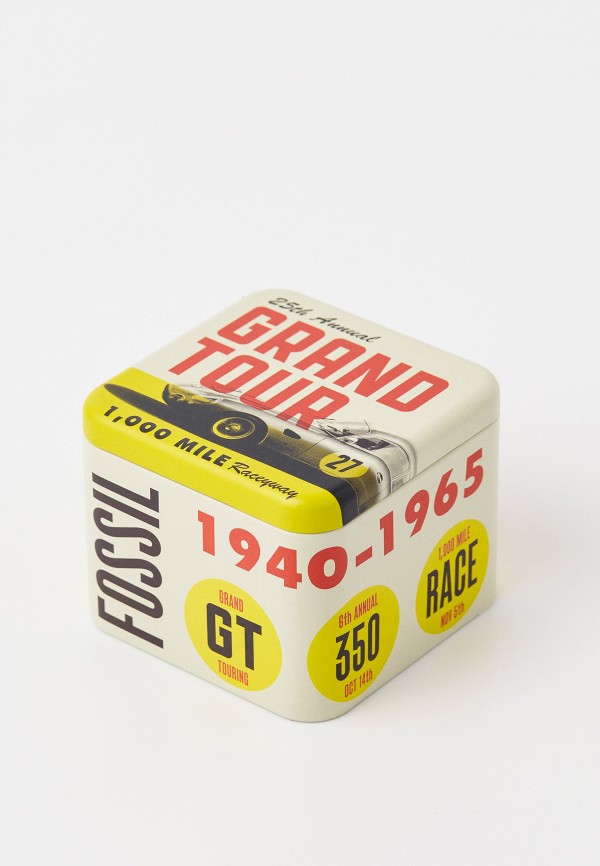 25th Annual
GRAND
TOUR
27
1,000 MILE Raceway
FOSSIL
1940-1965
GRAND
GT
TOURING
6th ANNUAL
350
OCT 14th
1,000 MILE
RACE
NOV 5th